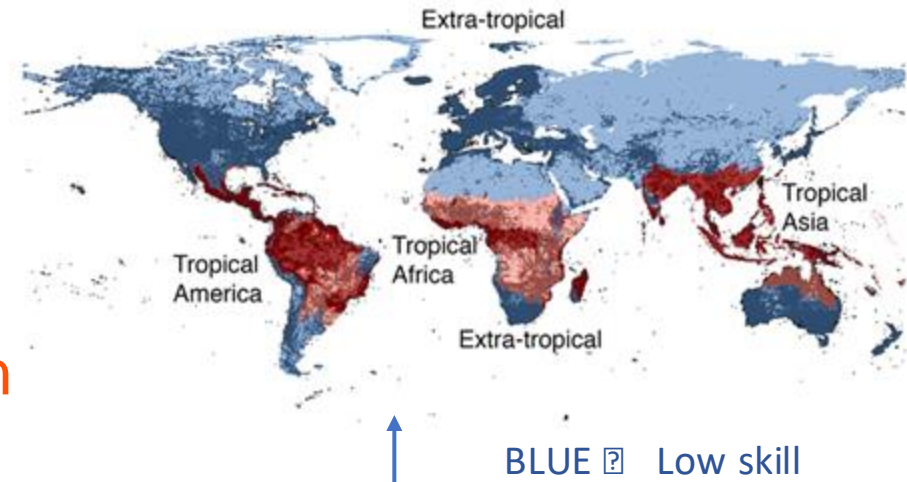 Extra-tropical
Tropical
Asia
Tropical
Africa
Tropical
America
Extra-tropical
BLUE ⍰ Low skill